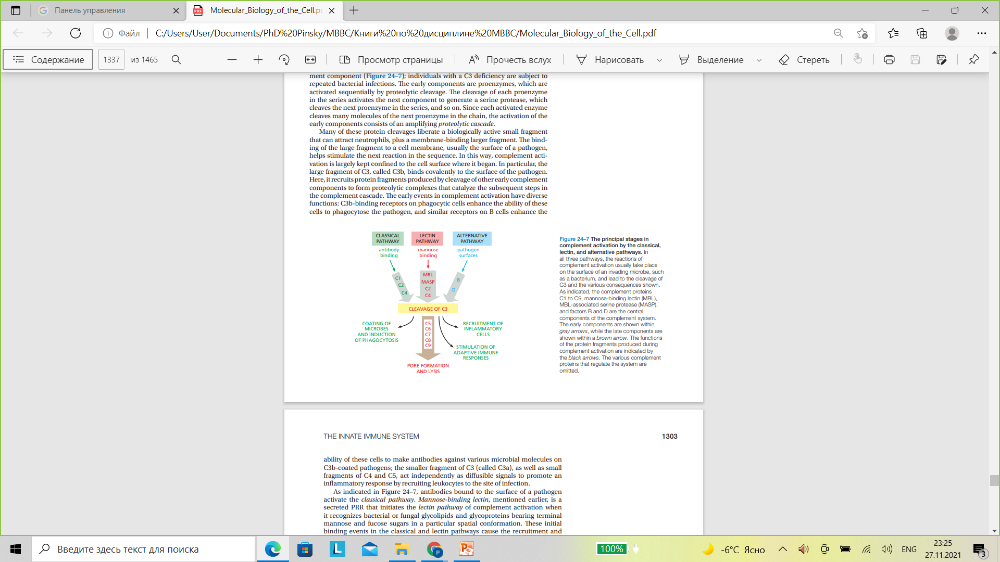 Панель управления
Molecular_Biology_of_the_Cell.p
Файл
C:/Users/User/Documents/PhD%20Pinsky/MBBC/Книги%20по%20дисциплине%20MBBC/Molecular_Biology_of_the_Cell.pdf
Содержание
1337
из 1465
Просмотр страницы
Прочесть вслух
Нарисовать
Выделение
Стереть
ment component (Figure 24–7); individuals with a C3 deficiency are subject to
repeated bacterial infections. The early components are proenzymes, which are
activated sequentially by proteolytic cleavage. The cleavage of each proenzyme
in the series activates the next component to generate a serine protease, which
cleaves the next proenzyme in the series, and so on. Since each activated enzyme
cleaves many molecules of the next proenzyme in the chain, the activation of the
early components consists of an amplifying proteolytic cascade.
Many of these protein cleavages liberate a biologically active small fragment
that can attract neutrophils, plus a membrane-binding larger fragment. The bind-
ing of the large fragment to a cell membrane, usually the surface of a pathogen,
helps stimulate the next reaction in the sequence. In this way, complement acti-
vation is largely kept confined to the cell surface where it began. In particular, the
large fragment of C3, called C3b, binds covalently to the surface of the pathogen.
Here, it recruits protein fragments produced by cleavage of other early complement
components to form proteolytic complexes that catalyze the subsequent steps in
the complement cascade. The early events in complement activation have diverse
functions: C3b-binding receptors on phagocytic cells enhance the ability of these
cells to phagocytose the pathogen, and similar receptors on B cells enhance the
CLASSICAL
PATHWAY
LECTIN
PATHWAY
ALTERNATIVE
PATHWAY
antibody
binding
mannose
binding
pathogen
surfaces
C1
C2
C4
MBL
MASP
C2
C4
B
D
CLEAVAGE OF C3
COATING OF
MICROBES
AND INDUCTION
OF PHAGOCYTOSIS
C5
C6
C7
C8
C9
RECRUITMENT OF
INFLAMMATORY
CELLS
STIMULATION OF
ADAPTIVE IMMUNE
RESPONSES
PORE FORMATION
AND LYSIS
Figure 24–7 The principal stages in
complement activation by the classical,
lectin, and alternative pathways. In
all three pathways, the reactions of
complement activation usually take place
on the surface of an invading microbe, such
as a bacterium, and lead to the cleavage of
C3 and the various consequences shown.
As indicated, the complement proteins
C1 to C9, mannose-binding lectin (MBL),
MBL-associated serine protease (MASP),
and factors B and D are the central
components of the complement system.
The early components are shown within
gray arrows, while the late components are
shown within a brown arrow. The functions
of the protein fragments produced during
complement activation are indicated by
the black arrows. The various complement
proteins that regulate the system are
omitted.
THE INNATE IMMUNE SYSTEM
1303
ability of these cells to make antibodies against various microbial molecules on
C3b-coated pathogens; the smaller fragment of C3 (called C3a), as well as small
fragments of C4 and C5, act independently as diffusible signals to promote an
inflammatory response by recruiting leukocytes to the site of infection.
As indicated in Figure 24–7, antibodies bound to the surface of a pathogen
activate the classical pathway. Mannose-binding lectin, mentioned earlier, is a
secreted PRR that initiates the lectin pathway of complement activation when
it recognizes bacterial or fungal glycolipids and glycoproteins bearing terminal
mannose and fucose sugars in a particular spatial conformation. These initial
binding events in the classical and lectin pathways cause the recruitment and
Введите здесь текст для поиска
100%
-6°C Ясно
ENG
23:25
27.11.2021
3